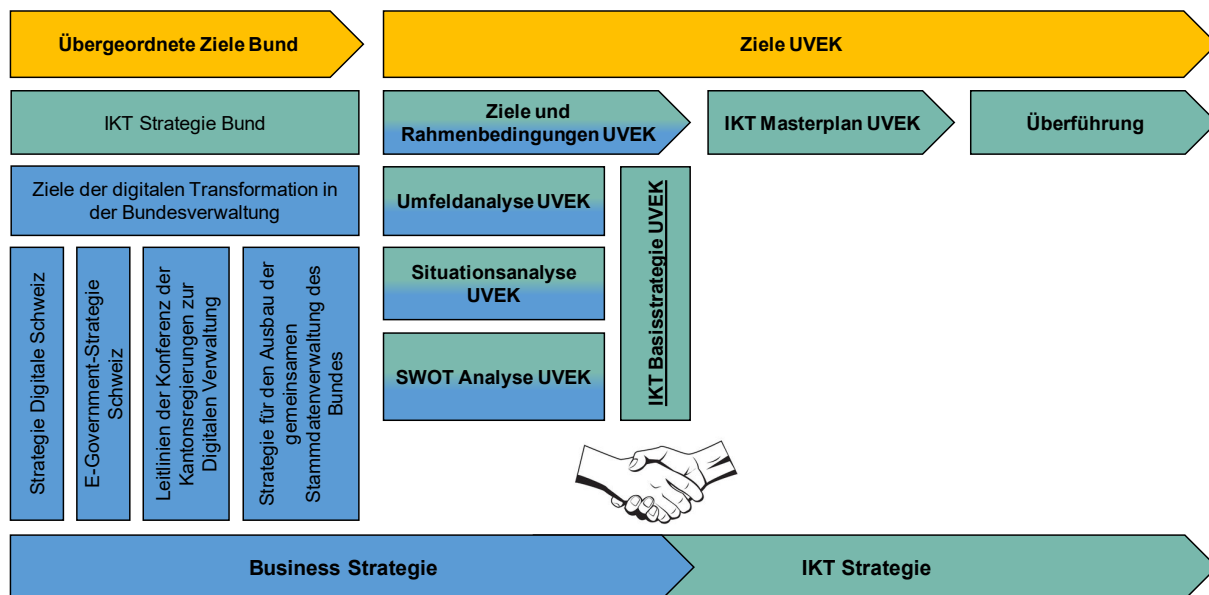 Übergeordnete Ziele Bund
Ziele UVEK
IKT Strategie Bund
Ziele und
Rahmenbedingungen UVEK
IKT Masterplan UVEK
Überführung
Ziele der digitalen Transformation in
der Bundesverwaltung
Umfeldanalyse UVEK
Situationsanalyse
UVEK
SWOT Analyse UVEK
IKT Basisstrategie UVEK
Strategie Digitale Schweiz
E-Government-Strategie
Schweiz
Leitlinien der Konferenz der
Kantonsregierungen zur
Digitalen Verwaltung
Strategie für den Ausbau der
gemeinsamen
Stammdatenverwaltung des
Bundes
Business Strategie
IKT Strategie